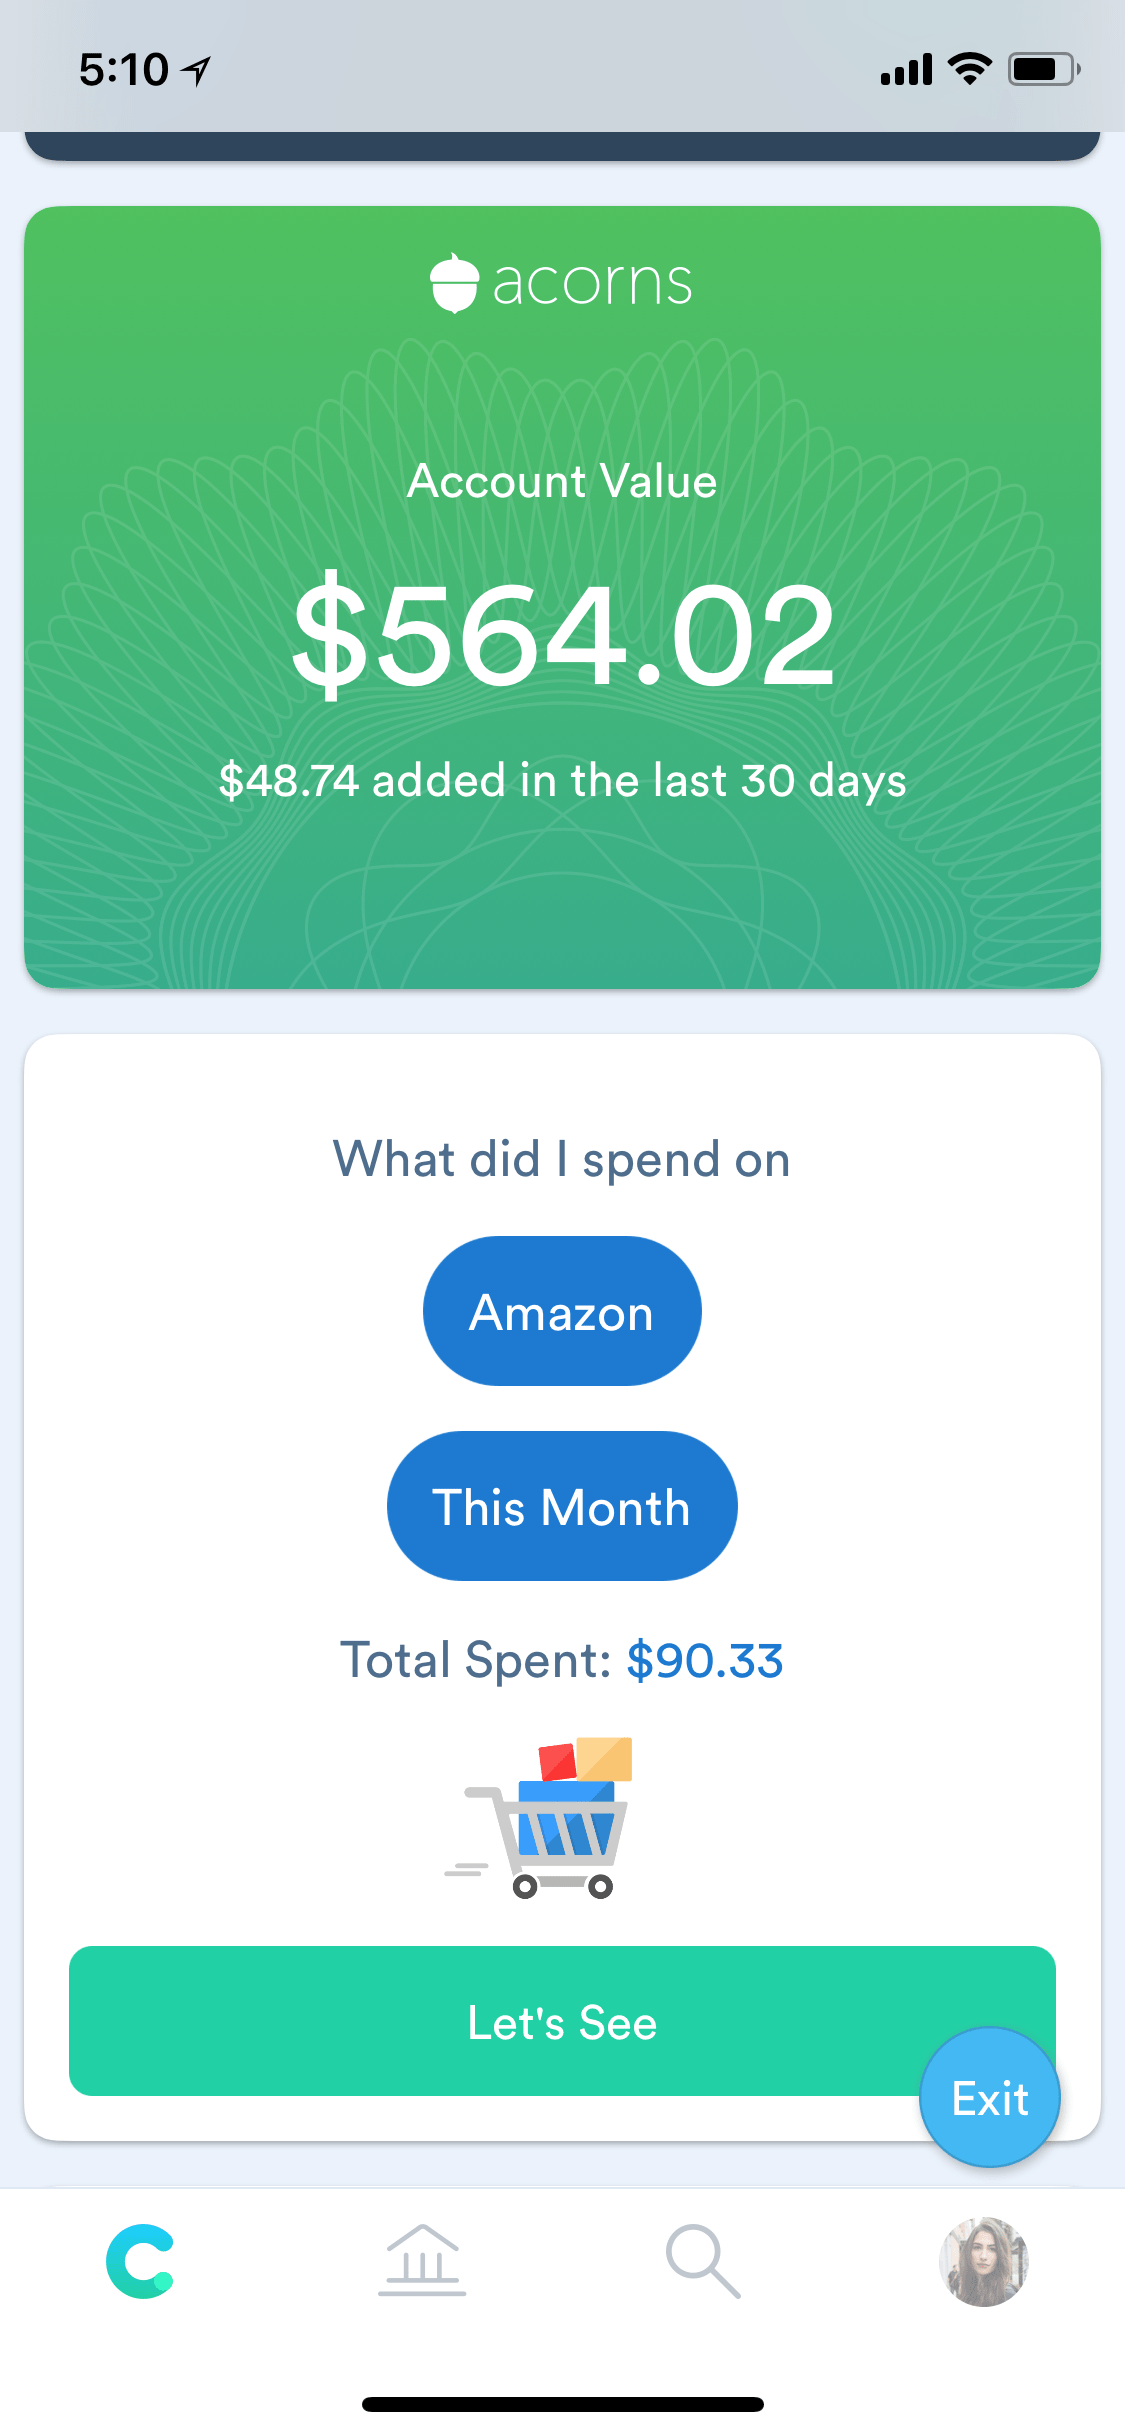 5:10
acorns
Account Value
$564.02
$48.74 added in the last 30 days
What did I spend on
Amazon
This Month
Total Spent: $90.33
Let's See
Exit